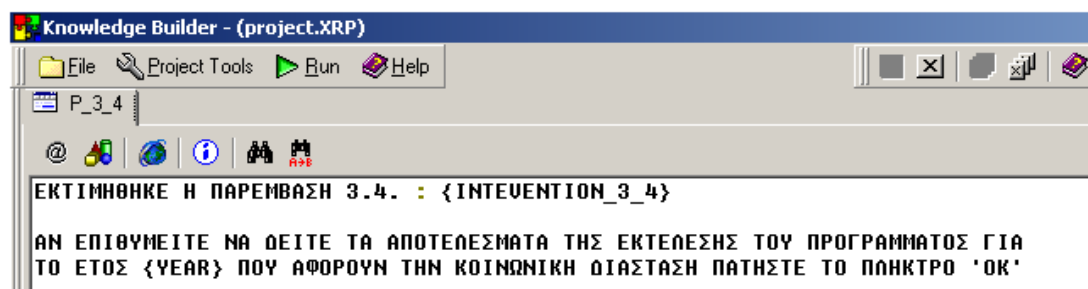 Knowledge Builder - (project.XRP)
File Project Tools Run Help
P_3_4
@ A→B
ΕΚΤΙΜΗΘΗΚΕ Η ΠΑΡΕΜΒΑΣΗ 3.4. : {INTEVENTION_3_4}
ΑΝ ΕΠΙΘΥΜΕΙΤΕ ΝΑ ΔΕΙΤΕ ΤΑ ΑΠΟΤΕΛΕΣΜΑΤΑ ΤΗΣ ΕΚΤΕΛΕΣΗΣ ΤΟΥ ΠΡΟΓΡΑΜΜΑΤΟΣ ΓΙΑ
ΤΟ ΕΤΟΣ {YEAR} ΠΟΥ ΑΦΟΡΟΥΝ ΤΗΝ ΚΟΙΝΩΝΙΚΗ ΔΙΑΣΤΑΣΗ ΠΑΤΗΣΤΕ ΤΟ ΠΛΗΚΤΡΟ 'ΟΚ'